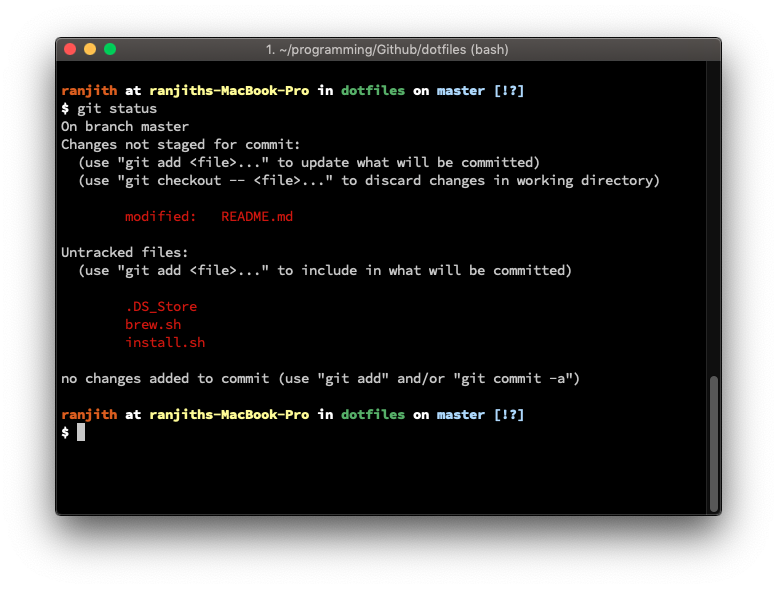 1. ~/programming/Github/dotfiles (bash)
ranjith at ranjiths-MacBook-Pro in dotfiles on master [!?]
$ git status
On branch master
Changes not staged for commit:
  (use "git add <file>..." to update what will be committed)
  (use "git checkout -- <file>..." to discard changes in working directory)
        modified:   README.md
Untracked files:
  (use "git add <file>..." to include in what will be committed)
        .DS_Store
        brew.sh
        install.sh
no changes added to commit (use "git add" and/or "git commit -a")
ranjith at ranjiths-MacBook-Pro in dotfiles on master [!?]
$